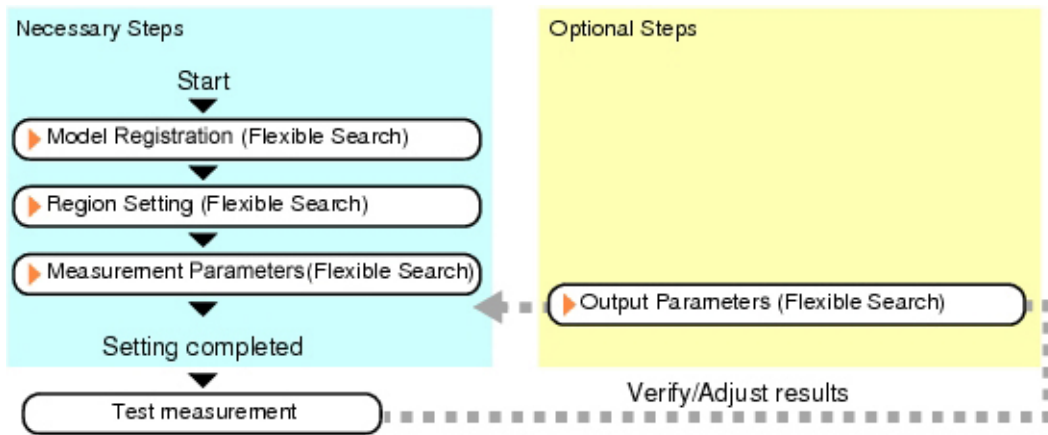 Necessary Steps
Start
Model Registration (Flexible Search)
Region Setting (Flexible Search)
Measurement Parameters(Flexible Search)
Setting completed
Test measurement
Optional Steps
Output Parameters (Flexible Search)
Verify/Adjust results